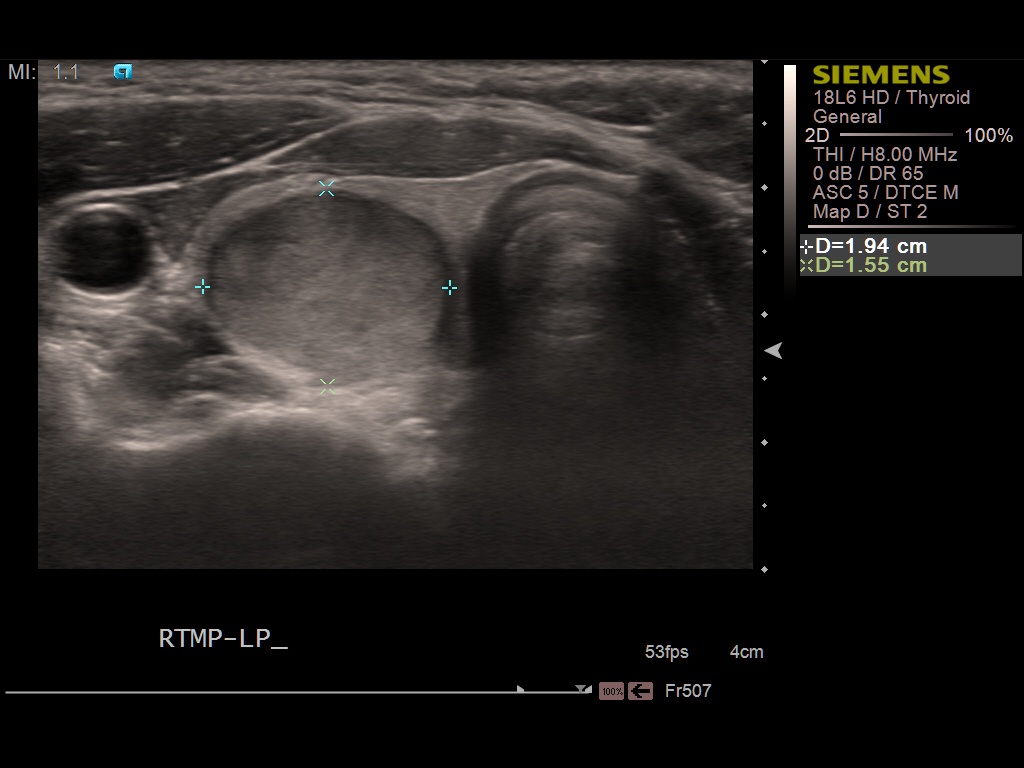 MI: 1.1
SIEMENS
18L6 HD / Thyroid
General
2D 100%
THI / H8.00 MHz
0 dB / DR 65
ASC 5 / DTCE M
Map D / ST 2
D=1.94 cm
D=1.55 cm
RTMP-LP_
53fps 4cm
100% Fr507